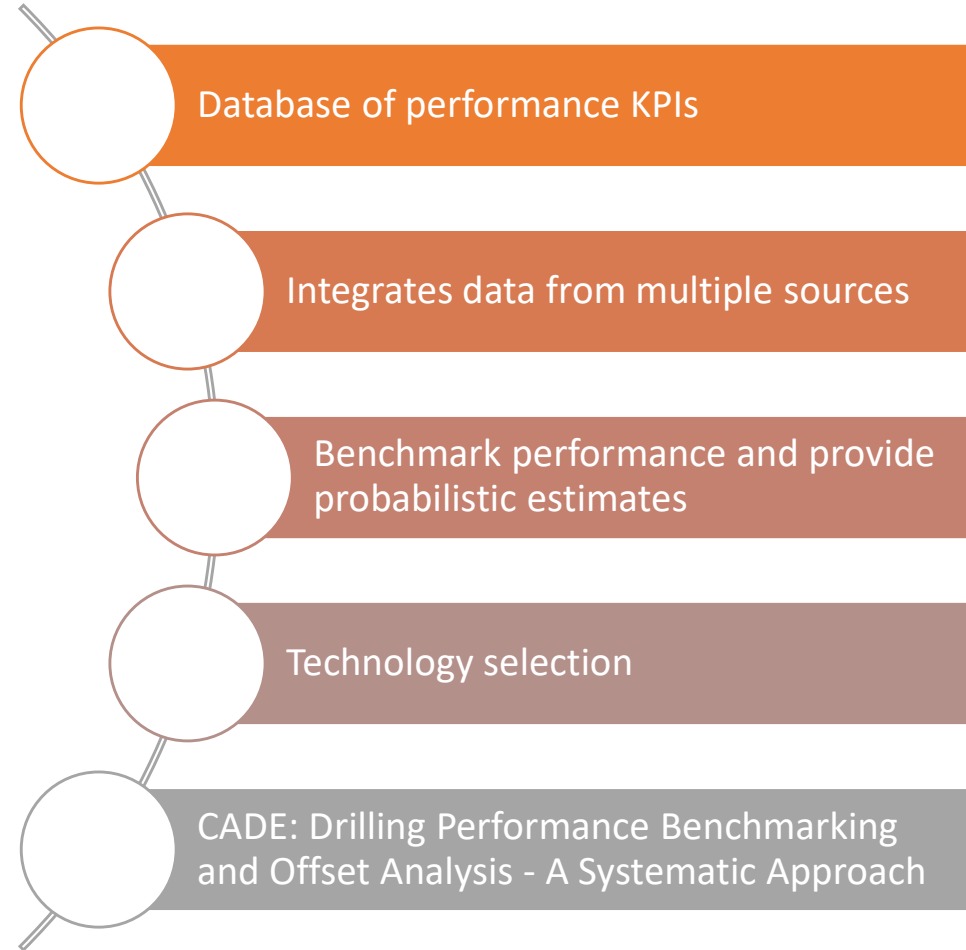 Database of performance KPIs
Integrates data from multiple sources
Benchmark performance and provide
probabilistic estimates
Technology selection
CADE: Drilling Performance Benchmarking
and Offset Analysis - A Systematic Approach